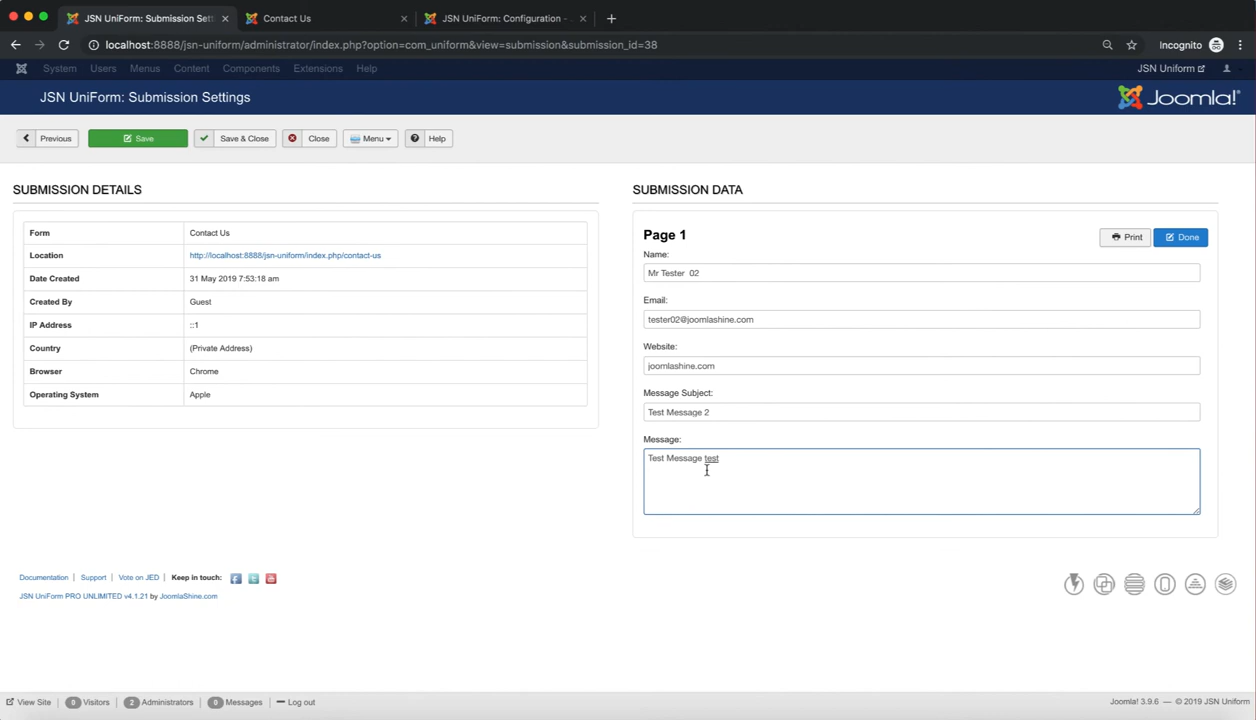 JSN UniForm: Submission Sett
Contact Us
JSN UniForm: Configuration -
localhost:8888/jsn-uniform/administrator/index.php?option=com_uniform&view=submission&submission_id=38
Incognito
System Users Menus Content Components Extensions Help
JSN Uniform
JSN UniForm: Submission Settings
Joomla!®
Previous Save Save & Close Close Menu Help
SUBMISSION DETAILS
Form Contact Us
Location http://localhost:8888/jsn-uniform/index.php/contact-us
Date Created 31 May 2019 7:53:18 am
Created By Guest
IP Address ::1
Country (Private Address)
Browser Chrome
Operating System Apple
SUBMISSION DATA
Page 1
Print Done
Name:
Mr Tester  02
Email:
tester02@joomlashine.com
Website:
joomlashine.com
Message Subject:
Test Message 2
Message:
Test Message test
Documentation | Support | Vote on JED | Keep in touch:
JSN UniForm PRO UNLIMITED v4.1.21 by JoomlaShine.com
View Site 0 Visitors 2 Administrators 0 Messages Log out
Joomla! 3.9.6 — © 2019 JSN Uniform